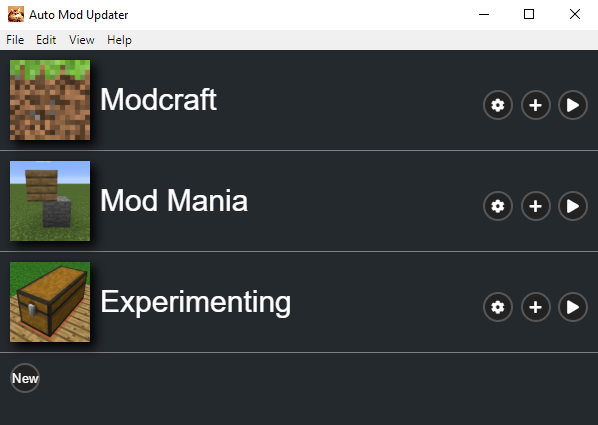 Auto Mod Updater
File Edit View Help
Modcraft
Mod Mania
Experimenting
New